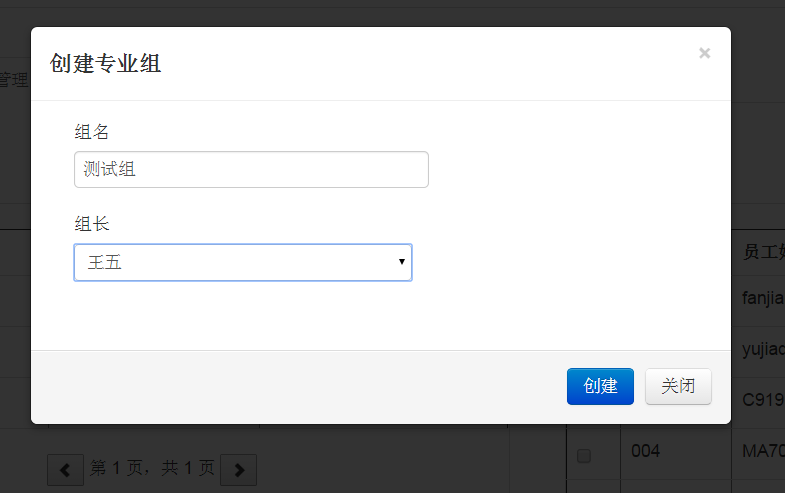 创建专业组
×
组名
测试组
组长
王五
创建
关闭
管理
员工
fanjia
C919
004
MA70
第 1 页，共 1 页